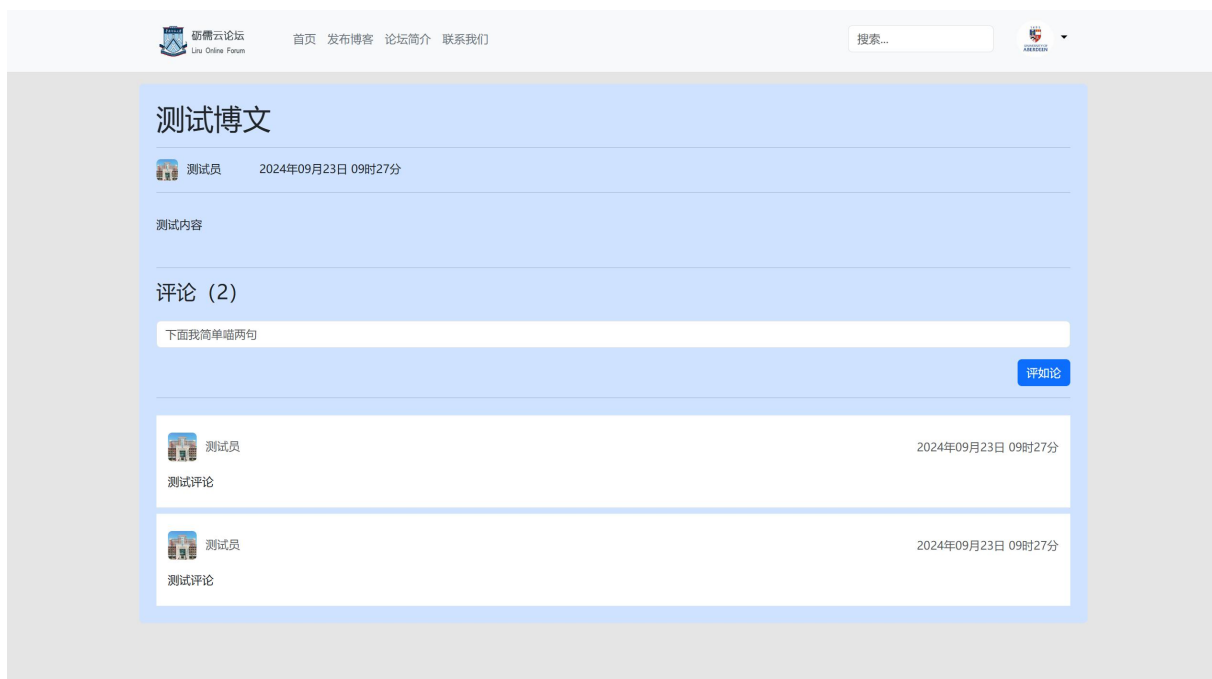 砺儒云论坛
Liru Online Forum
首页 发布博客 论坛简介 联系我们
搜索...
UNIVERSITY OF
ABERDEEN
测试博文
测试员 2024年09月23日 09时27分
测试内容
评论（2）
下面我简单喵两句
评如论
测试员 2024年09月23日 09时27分
测试评论
测试员 2024年09月23日 09时27分
测试评论